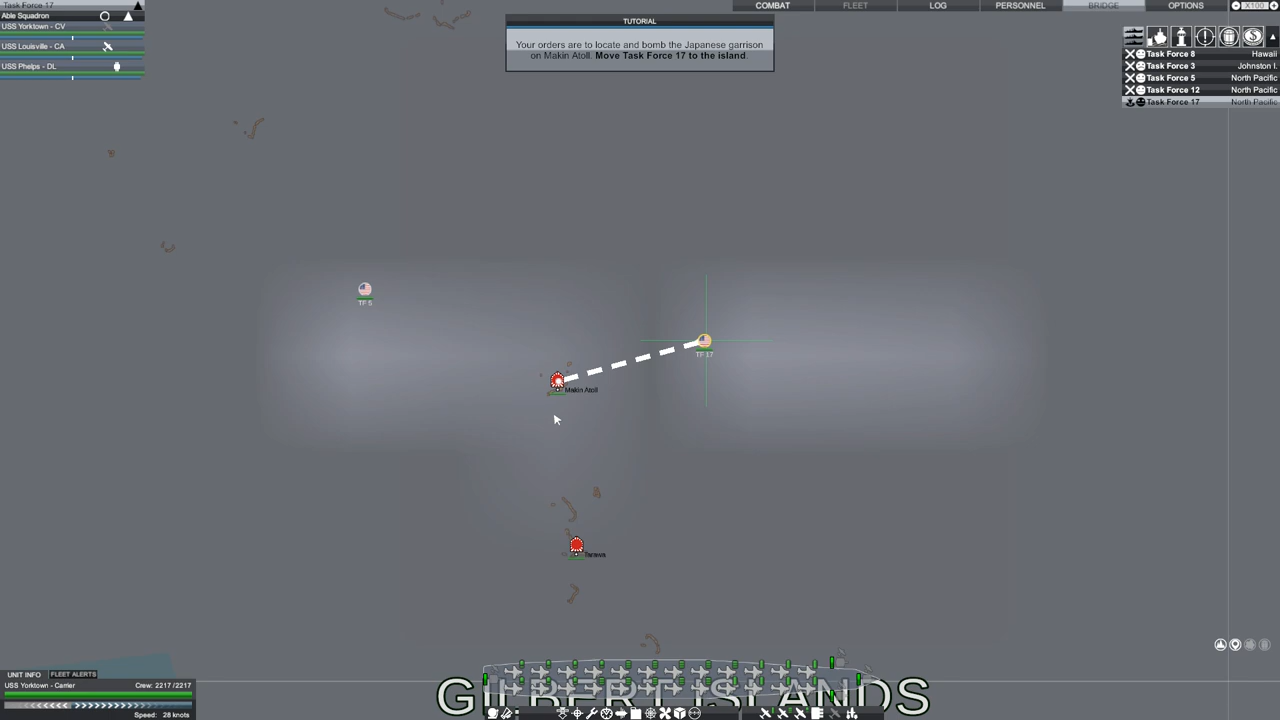 Task Force 17
Able Squadron
USS Yorktown - CV
USS Louisville - CA
USS Phelps - DL
COMBAT FLEET LOG PERSONNEL BRIDGE OPTIONS X100
TUTORIAL
Your orders are to locate and bomb the Japanese garrison
on Makin Atoll. Move Task Force 17 to the island.
Task Force 8 Hawaii
Task Force 3 Johnston I.
Task Force 5 North Pacific
Task Force 12 North Pacific
Task Force 17 North Pacific
TF 5
TF 17
Makin Atoll
Tarawa
GILBERT ISLANDS
UNIT INFO FLEET ALERTS
USS Yorktown - Carrier Crew: 2217 /2217
Speed: 28 knots